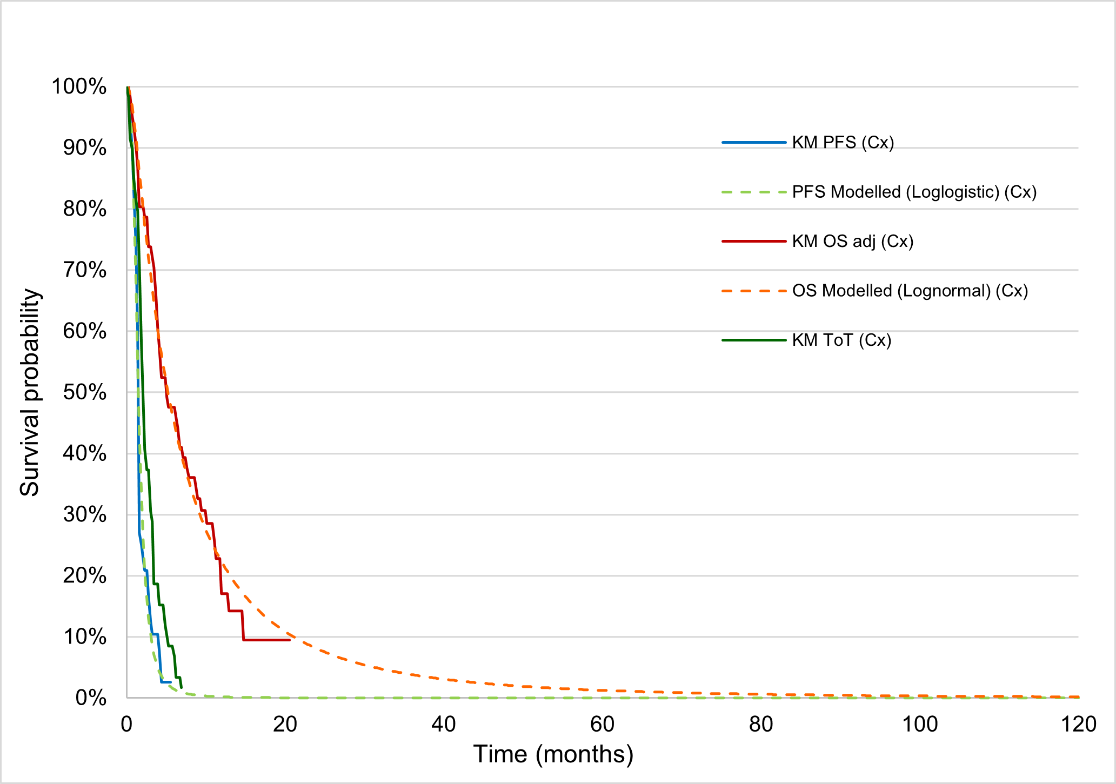 100%
90%
80%
70%
60%
50%
40%
30%
20%
10%
0%
Survival probability
KM PFS (Cx)
PFS Modelled (Loglogistic) (Cx)
KM OS adj (Cx)
OS Modelled (Lognormal) (Cx)
KM ToT (Cx)
0 20 40 60 80 100 120
Time (months)